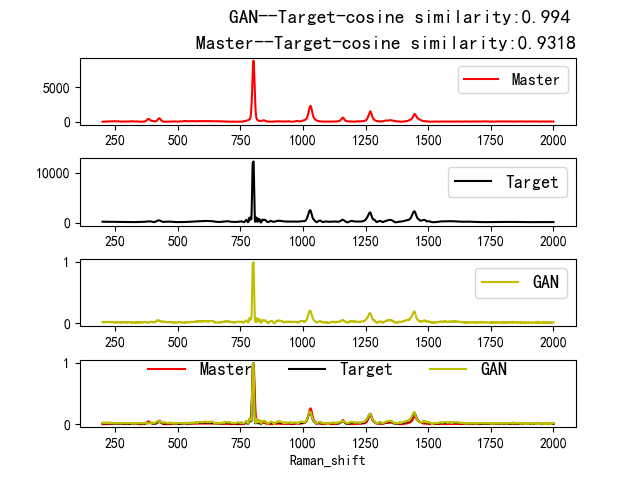 GAN--Target-cosine similarity:0.994
Master--Target-cosine similarity:0.9318
5000
0
Master
250 500 750 1000 1250 1500 1750 2000
10000
0
Target
250 500 750 1000 1250 1500 1750 2000
1
0
GAN
250 500 750 1000 1250 1500 1750 2000
1
0
Master Target GAN
250 500 750 1000 1250 1500 1750 2000
Raman_shift